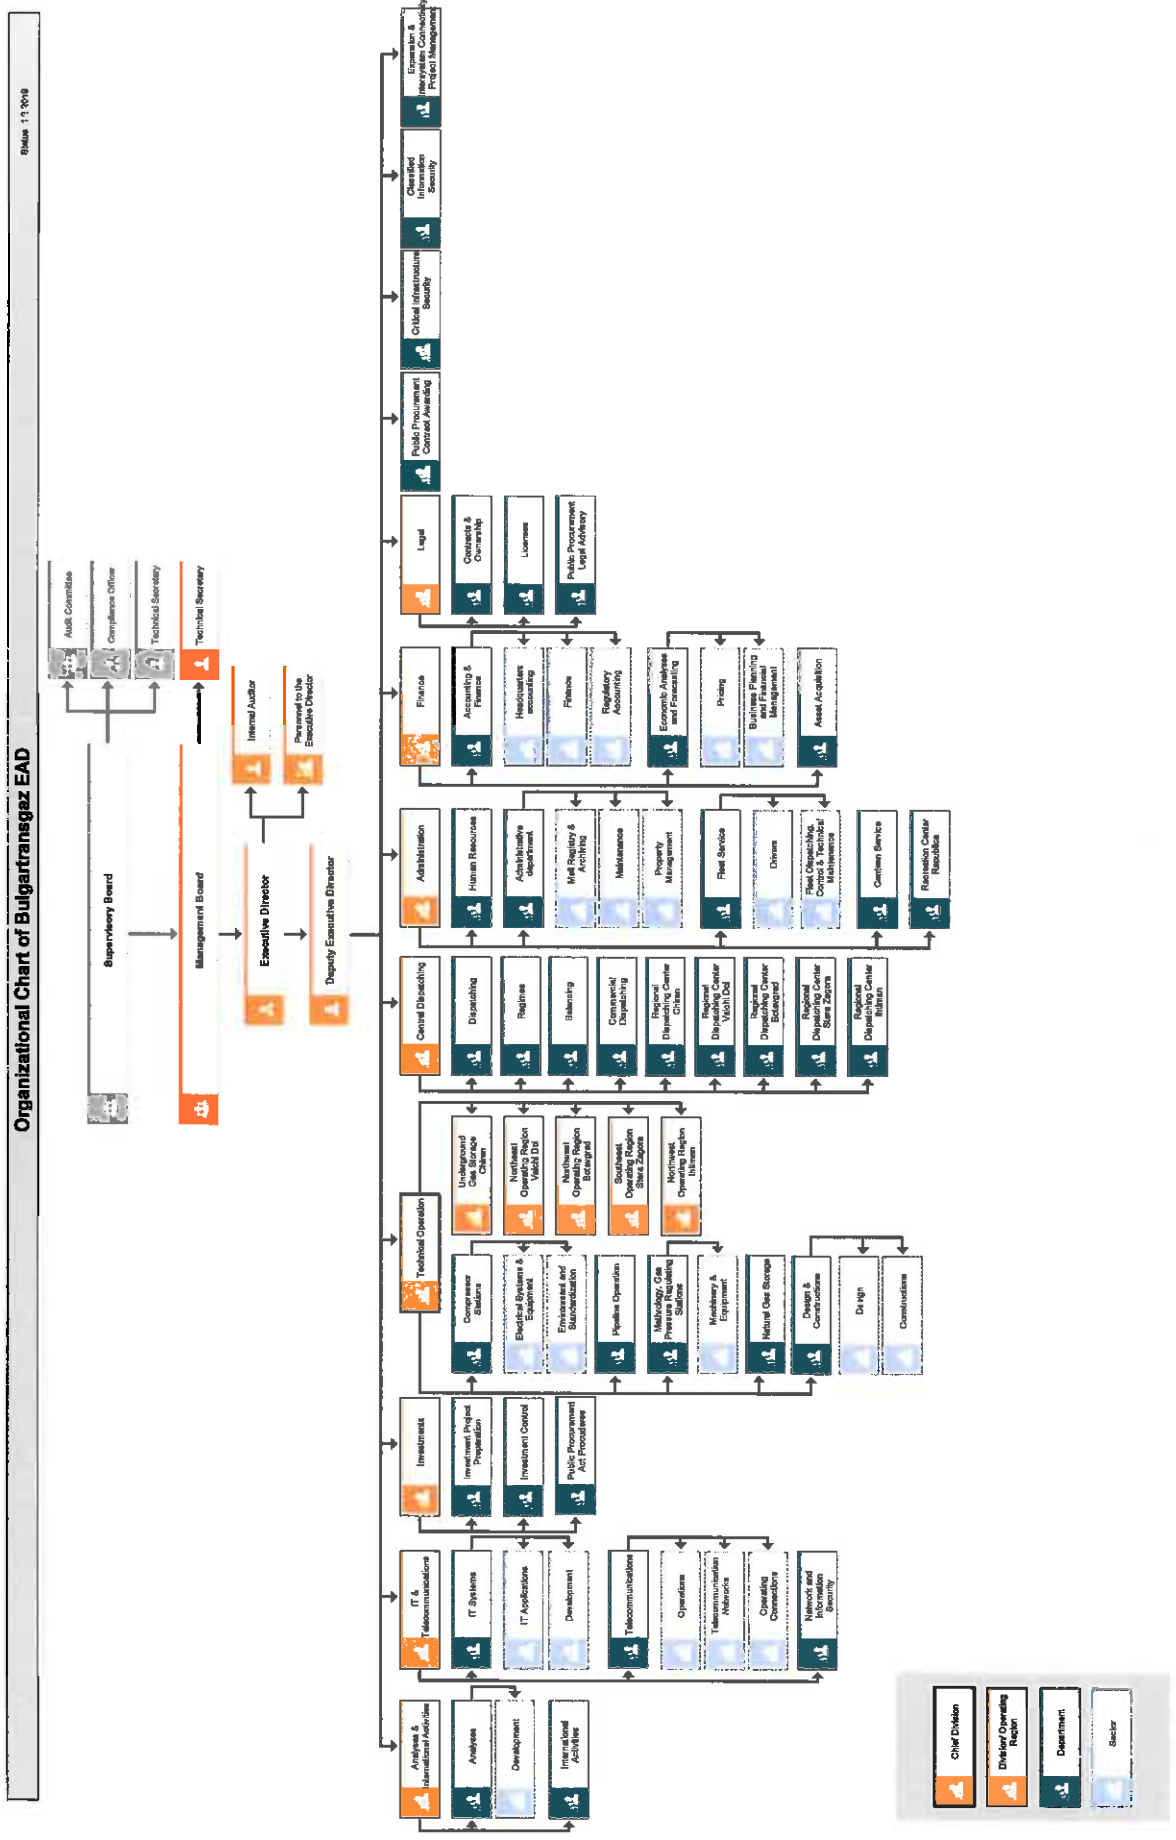 Organizational Chart of Bulgartransgaz EAD
Supervisory Board
Audit Committee
Compliance Officer
Technical Secretary
Management Board
Technical Secretary
Executive Director
Internal Auditor
Personnel to the
Executive Director
Deputy Executive Director
Analyses &
International Activities
Analyses
Development
International
Activities
IT &
Telecommunications
IT Systems
IT Applications
Development
Telecommunications
Operations
Telecommunication
Networks
Operating
Connections
Network and
Information
Security
Investments
Investment Project
Preparation
Investment Control
Public Procurement
Act Procuderes
Technical Operation
Compressor
Stations
Electrical Systems &
Equipment
Environment and
Standardization
Pipeline Operation
Methrology, Gas
Pressure Regulating
Stations
Machinery &
Equipment
Natural Gas Storage
Design &
Constructions
Design
Constructions
Underground
Gas Storage
Chiren
Northeast
Operating Region
Valchi Dol
Northwest
Operating Region
Botevgrad
Southeast
Operating Region
Stara Zagora
Northwest
Operating Region
Ihtiman
Central Dispatching
Dispatching
Regimes
Balancing
Commercial
Dispatching
Regional
Dispatching Center
Chiren
Regional
Dispatching Center
Valchi Dol
Regional
Dispatching Center
Botevgrad
Regional
Dispatching Center
Stara Zagora
Regional
Dispatching Center
Ihtiman
Administration
Human Resources
Administrative
department
Mail Registry &
Archiving
Maintenance
Property
Management
Fleet Service
Drivers
Fleet Dispatching,
Control & Technical
Maintenence
Canteen Service
Recreation Center
Republica
Finance
Accounting &
Finance
Headquarters
accounting
Finance
Regulatory
Accounting
Economic Analyses
and Forecasting
Pricing
Business Planning
and Financial
Management
Asset Acquisition
Legal
Contracts &
Ownership
Licenses
Public Procurement
Legal Advisory
Public Procurement
Contract Awarding
Critical Infrastructure
Security
Classified
Information
Security
Expansion &
Intersystem Connectivity
Project Management
Chief Division
Division/ Operating
Region
Department
Sector